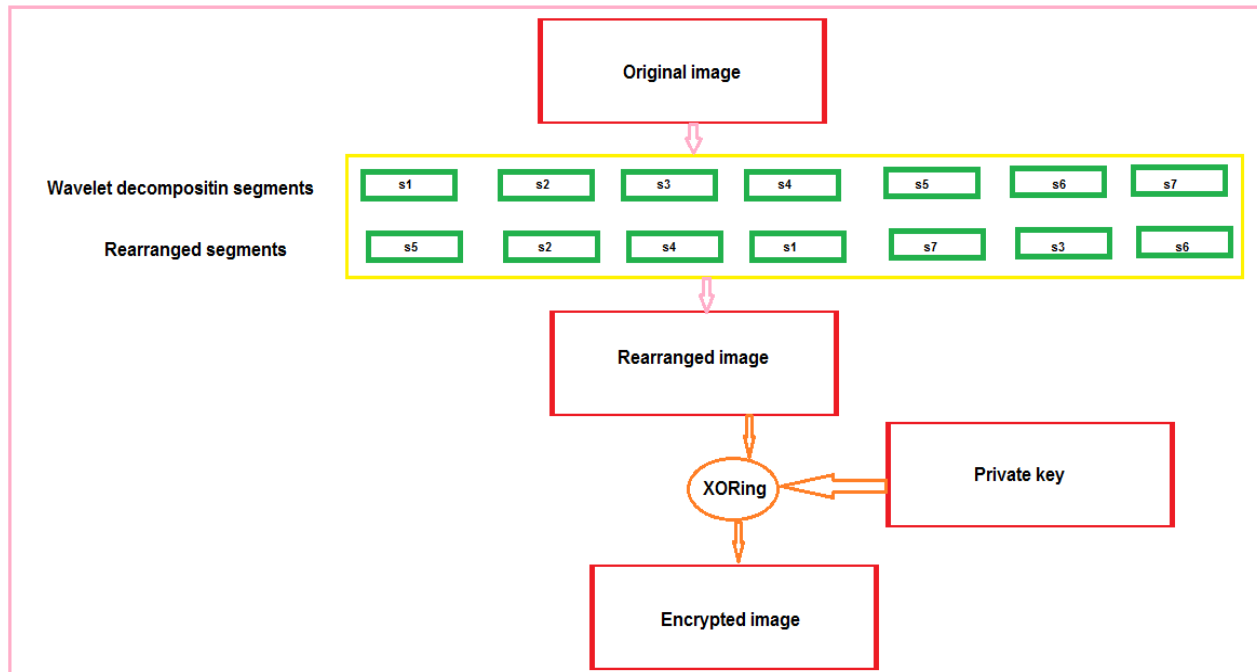 Original image
Wavelet decompositin segments s1 s2 s3 s4 s5 s6 s7
Rearranged segments s5 s2 s4 s1 s7 s3 s6
Rearranged image
XORing
Private key
Encrypted image